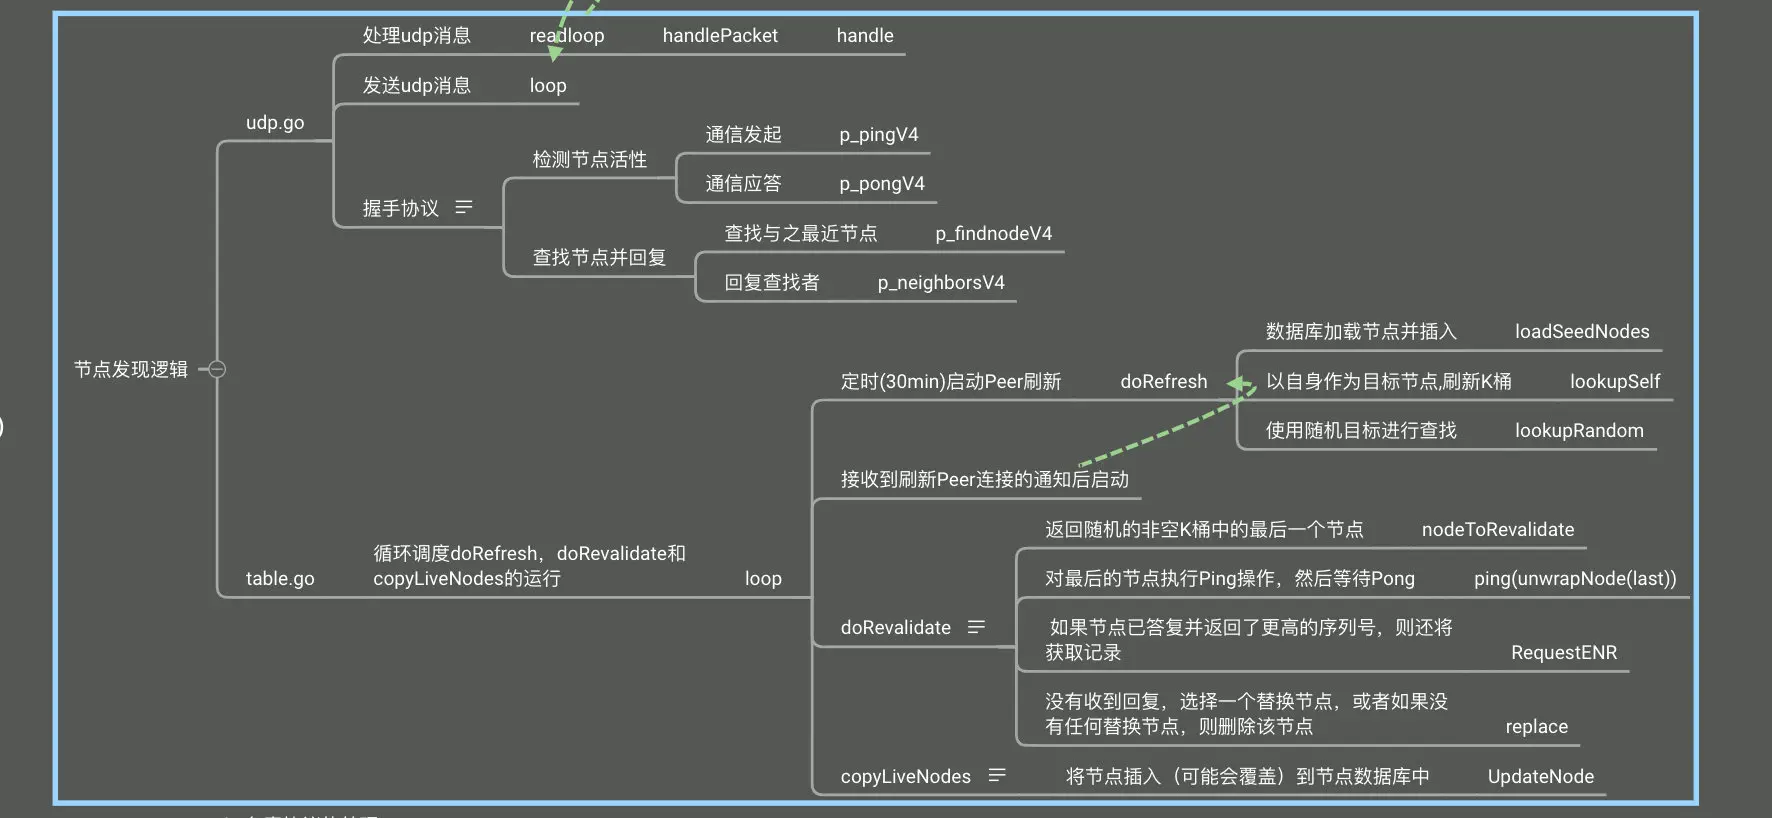 处理udp消息 readloop handlePacket handle
发送udp消息 loop
udp.go
通信发起 p_pingV4
检测节点活性
通信应答 p_pongV4
握手协议
查找与之最近节点 p_findnodeV4
查找节点并回复
回复查找者 p_neighborsV4
节点发现逻辑
数据库加载节点并插入 loadSeedNodes
定时(30min)启动Peer刷新 doRefresh 以自身作为目标节点,刷新K桶 lookupSelf
使用随机目标进行查找 lookupRandom
接收到刷新Peer连接的通知后启动
返回随机的非空K桶中的最后一个节点 nodeToRevalidate
循环调度doRefresh，doRevalidate和
copyLiveNodes的运行
table.go loop
对最后的节点执行Ping操作，然后等待Pong ping(unwrapNode(last))
doRevalidate
如果节点已答复并返回了更高的序列号，则还将
获取记录 RequestENR
没有收到回复，选择一个替换节点，或者如果没
有任何替换节点，则删除该节点 replace
copyLiveNodes 将节点插入（可能会覆盖）到节点数据库中 UpdateNode